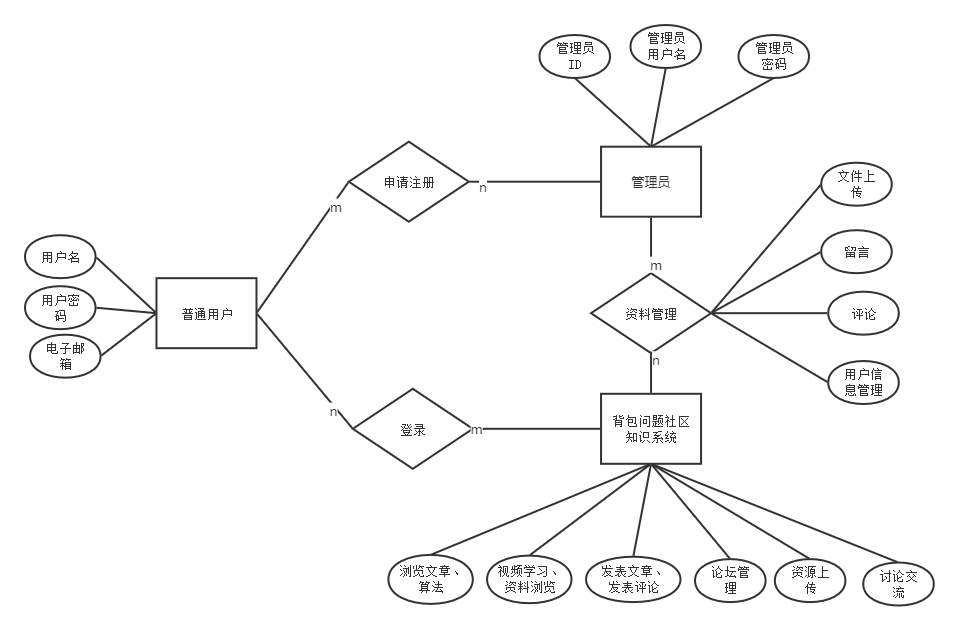 管理员
ID
管理员
用户名
管理员
密码
申请注册
n
管理员
m
文件上
传
用户名
留言
m
用户密
码
普通用户
资料管理
评论
电子邮
箱
n
用户信
息管理
n
登录
m
背包问题社区
知识系统
浏览文章、
算法
视频学习、
资料浏览
发表文章、
发表评论
论坛管
理
资源上
传
讨论交
流